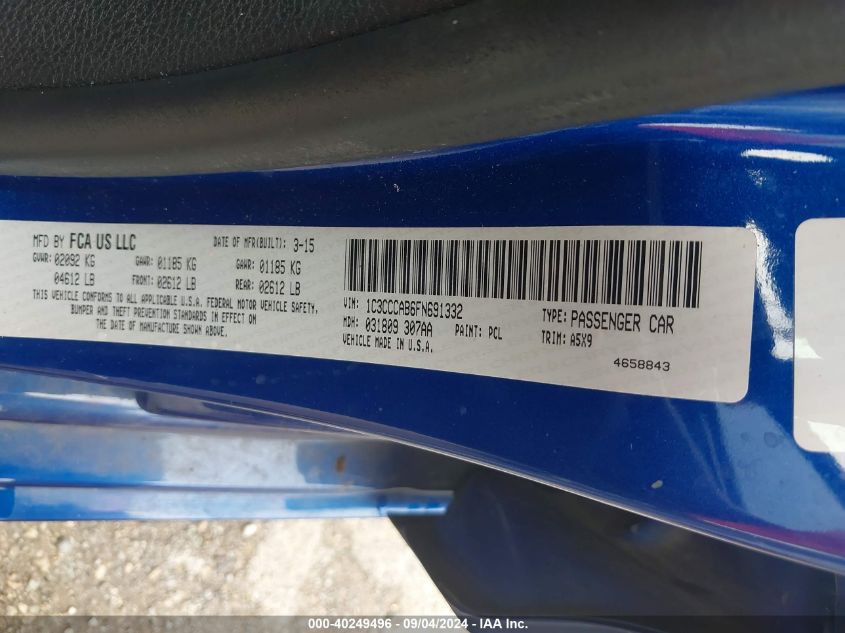 MFD BY FCA US LLC DATE OF MFR(BUILT): 3-15
GVWR: 02092 KG GAWR: 01185 KG GAWR: 01185 KG
04612 LB FRONT: 02612 LB REAR: 02612 LB
THIS VEHICLE CONFORMS TO ALL APPLICABLE U.S.A. FEDERAL MOTOR VEHICLE SAFETY,
BUMPER AND THEFT PREVENTION STANDARDS IN EFFECT ON
THE DATE OF MANUFACTURE SHOWN ABOVE.
VIN: 1C3CCCAB6FN691332 TYPE: PASSENGER CAR
MDH: 031809 307AA PAINT: PCL TRIM: A5X9
VEHICLE MADE IN U.S.A.
4658843
000-40249496 - 09/04/2024 - IAA Inc.